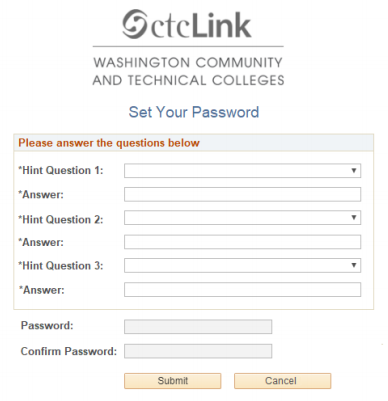 ctcLink
WASHINGTON COMMUNITY
AND TECHNICAL COLLEGES
Set Your Password
Please answer the questions below
*Hint Question 1:
*Answer:
*Hint Question 2:
*Answer:
*Hint Question 3:
*Answer:
Password:
Confirm Password:
Submit Cancel